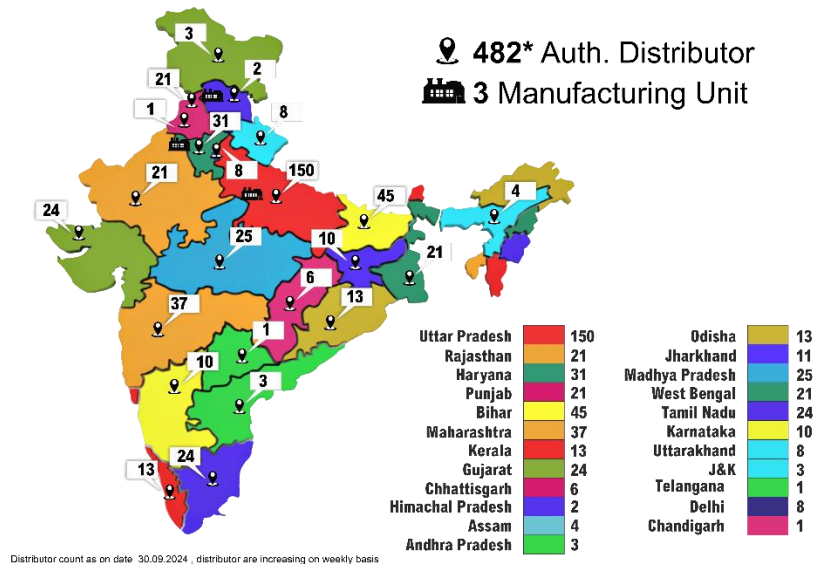 482* Auth. Distributor
3 Manufacturing Unit
3
2
21
1
31
8
8
21
150
24
45
4
25
10
21
6
13
37
1
10
3
24
13
Uttar Pradesh 150
Rajasthan 21
Haryana 31
Punjab 21
Bihar 45
Maharashtra 37
Kerala 13
Gujarat 24
Chhattisgarh 6
Himachal Pradesh 2
Assam 4
Andhra Pradesh 3
Odisha 13
Jharkhand 11
Madhya Pradesh 25
West Bengal 21
Tamil Nadu 24
Karnataka 10
Uttarakhand 8
J&K 3
Telangana 1
Delhi 8
Chandigarh 1
Distributor count as on date 30.09.2024 , distributor are increasing on weekly basis